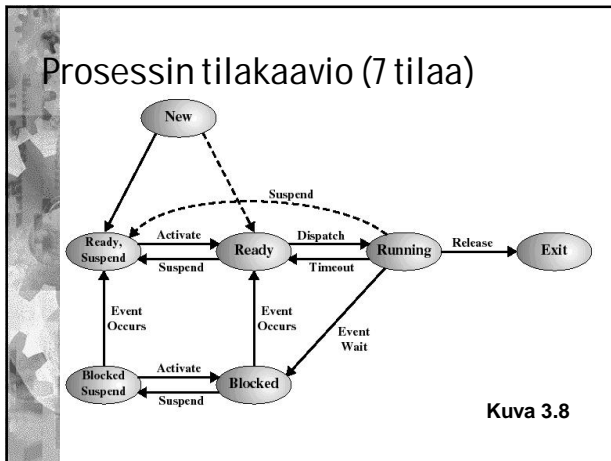 Prosessin tilakaavio (7 tilaa)
New
Suspend
Ready,
Suspend
Activate
Suspend
Ready
Dispatch
Timeout
Running
Release
Exit
Event
Occurs
Event
Occurs
Event
Wait
Blocked
Suspend
Activate
Suspend
Blocked
Kuva 3.8